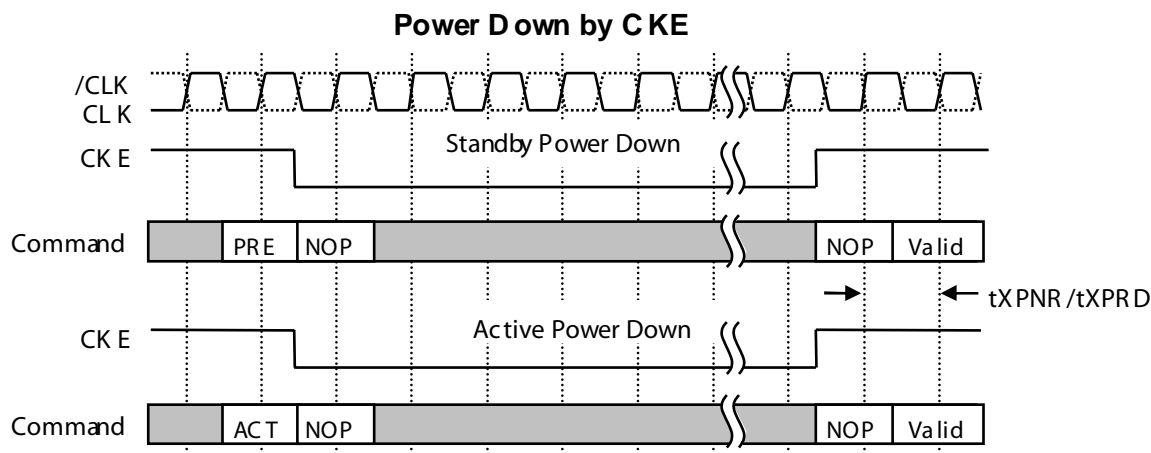 Power Down by CKE
/CLK
CLK
Standby Power Down
CKE
Command PRE NOP NOP Valid
tXPNR/tXPRD
Active Power Down
CKE
Command ACT NOP NOP Valid